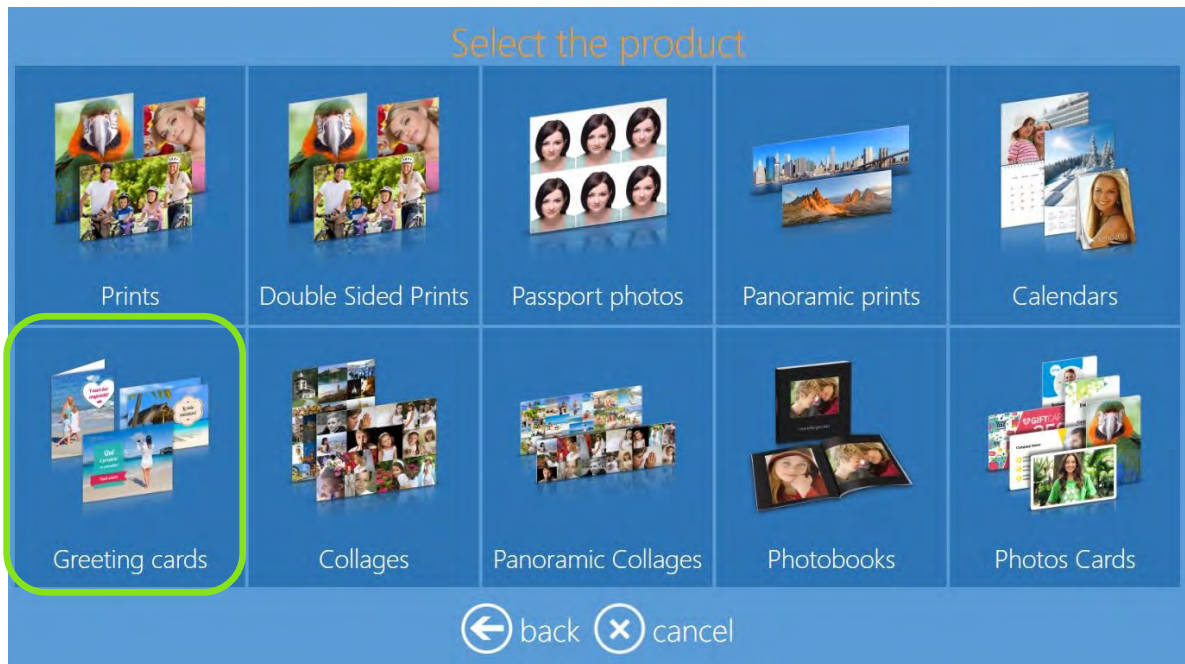 Select the product
Prints
Double Sided Prints
Passport photos
Panoramic prints
Calendars
Greeting cards
Collages
Panoramic Collages
Photobooks
Photos Cards
GIFTCAR
back
cancel